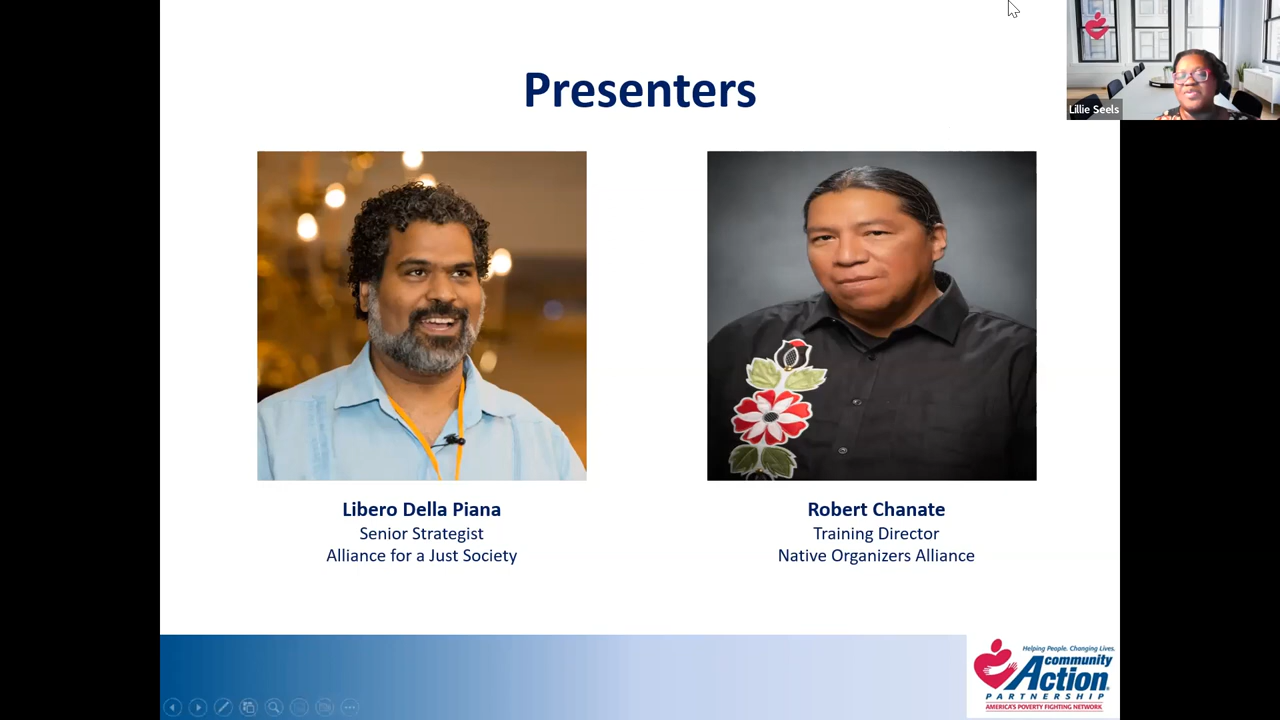 Presenters
Lillie Seels
Libero Della Piana
Senior Strategist
Alliance for a Just Society
Robert Chanate
Training Director
Native Organizers Alliance
Helping People. Changing Lives.
community
Action
PARTNERSHIP
AMERICA'S POVERTY FIGHTING NETWORK